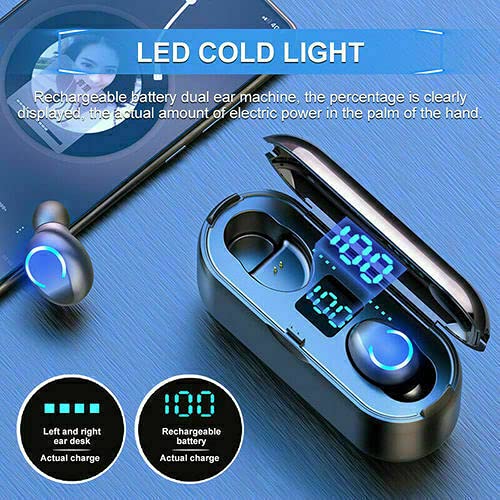 LED COLD LIGHT
Rechargeable battery dual ear machine, the percentage is clearly
displayed, the actual amount of electric power in the palm of the hand.
100
100
100
Left and right
ear desk
Actual charge
Rechargeable
battery
Actual charge